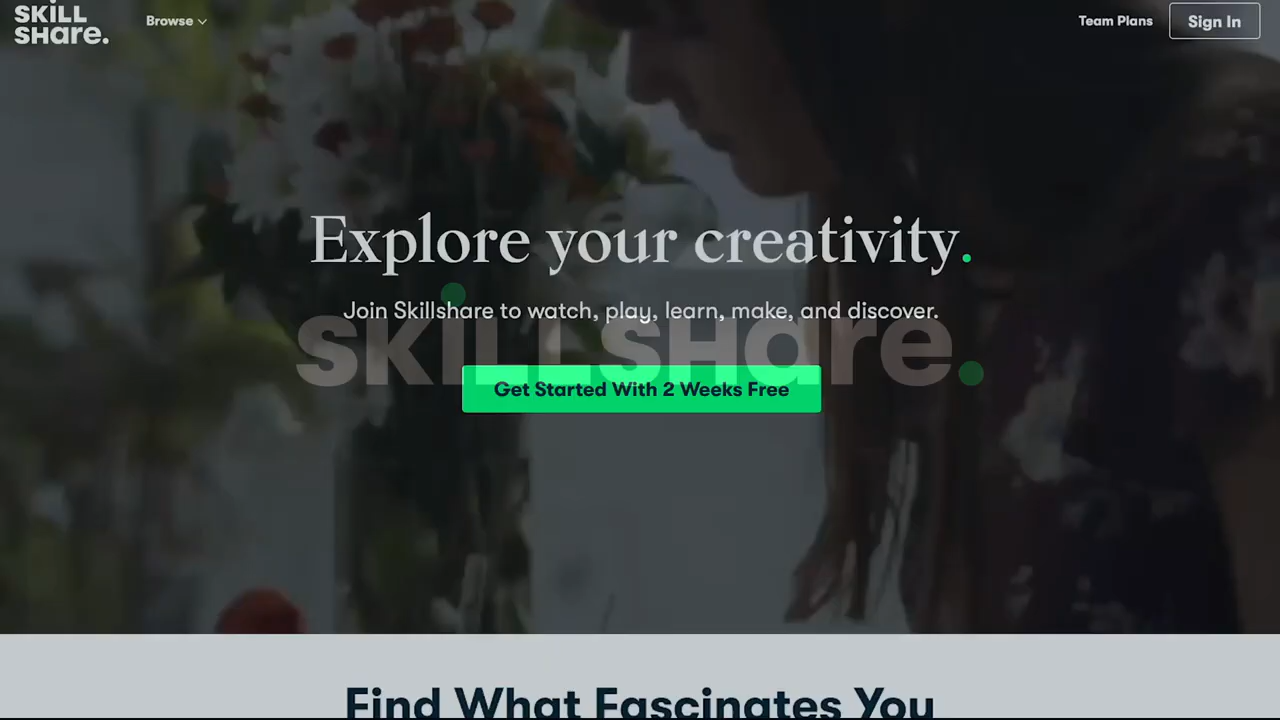 SKiLL
SHare.
Browse
Team Plans
Sign In
Explore your creativity.
Join Skillshare to watch, play, learn, make, and discover.
SKiLLSHare.
Get Started With 2 Weeks Free
Find What Fascinates You